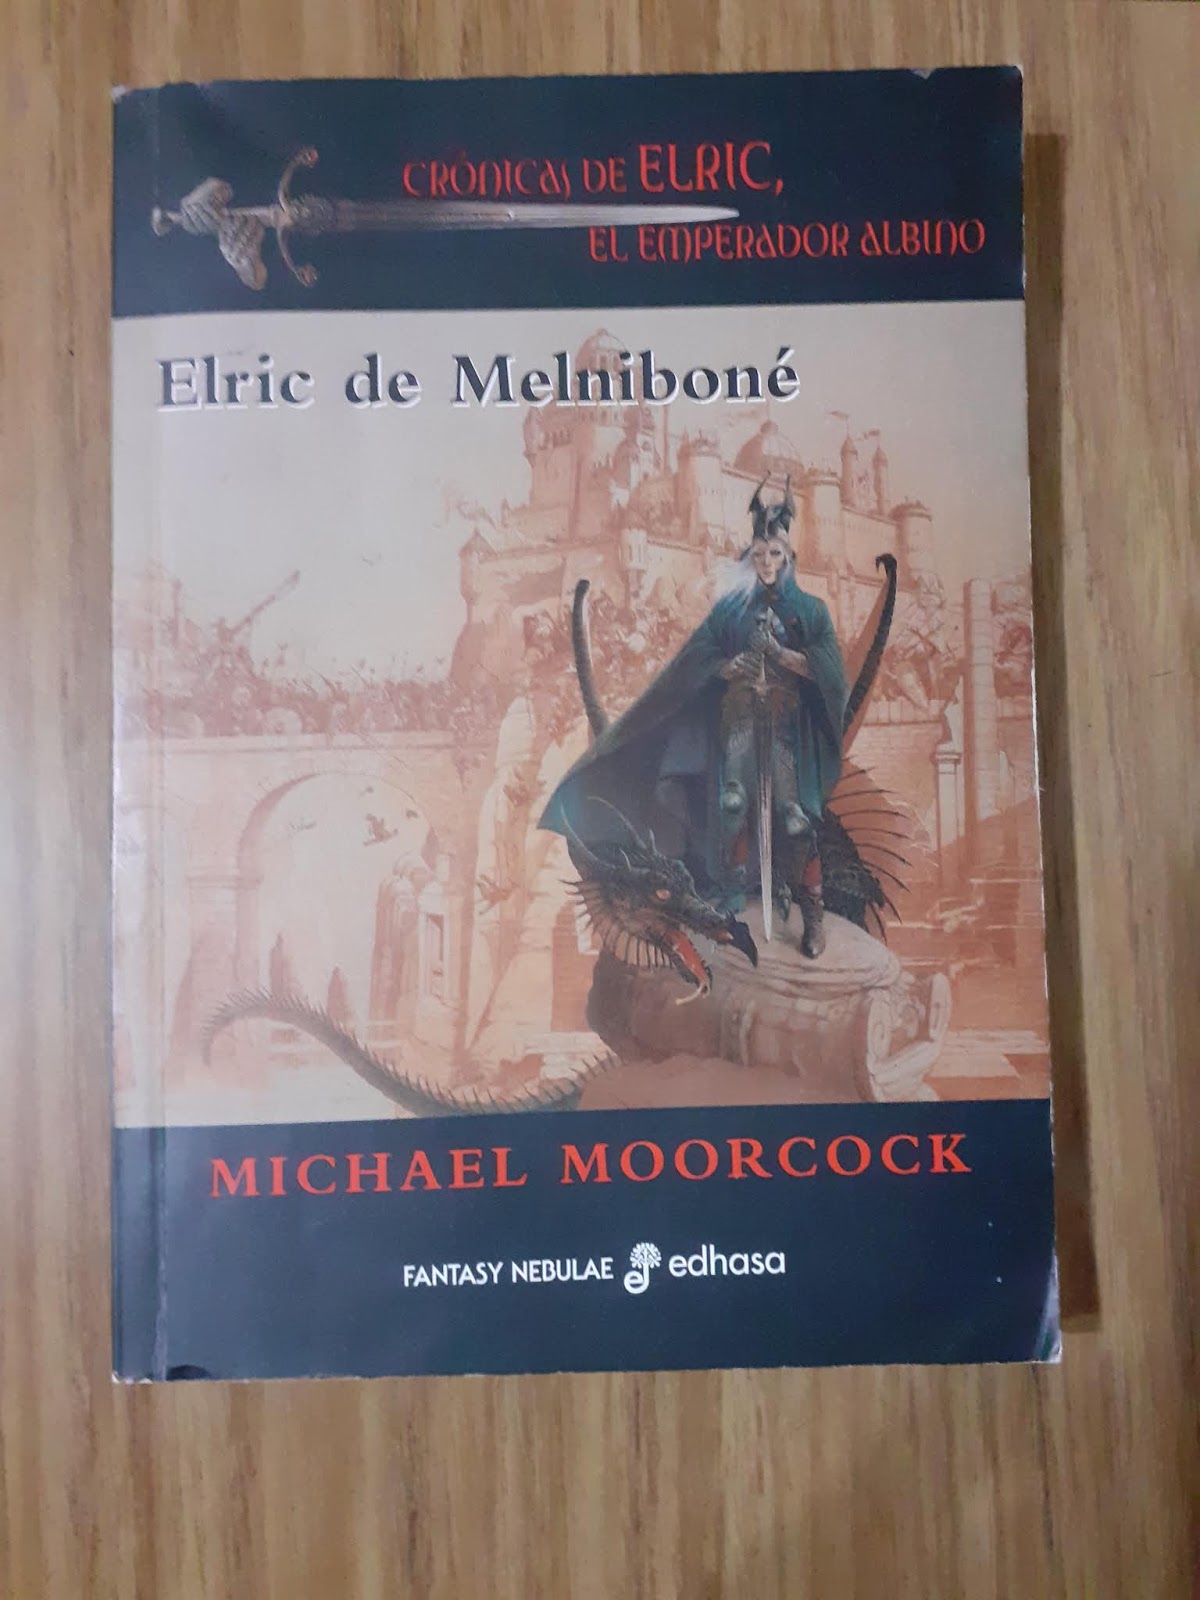 CRÓNICAS DE ELRIC,
EL EMPERADOR ALBINO
Elric de Melniboné
MICHAEL MOORCOCK
FANTASY NEBULAE edhasa